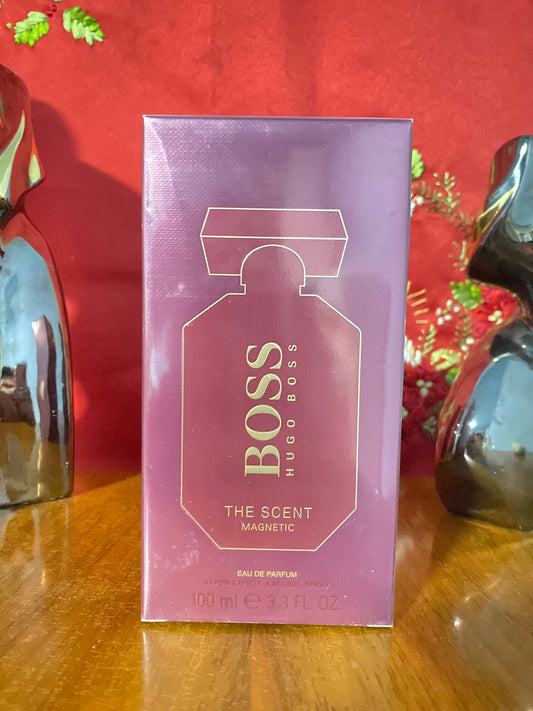 BOSS
HUGO BOSS
THE SCENT
MAGNETIC
EAU DE PARFUM
VAPORISATEUR NATURAL SPRAY
100 ml ℮ 3.3 FL. OZ.